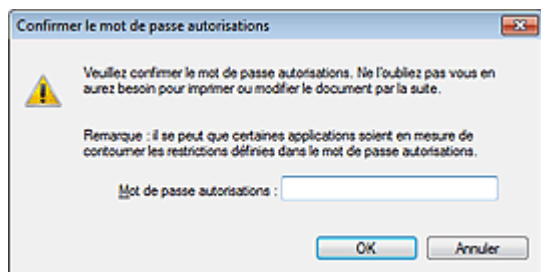 Confirmer le mot de passe autorisations
Veuillez confirmer le mot de passe autorisations. Ne l'oubliez pas vous en
aurez besoin pour imprimer ou modifier le document par la suite.
Remarque : il se peut que certaines applications soient en mesure de
contourner les restrictions définies dans le mot de passe autorisations.
Mot de passe autorisations :
OK Annuler